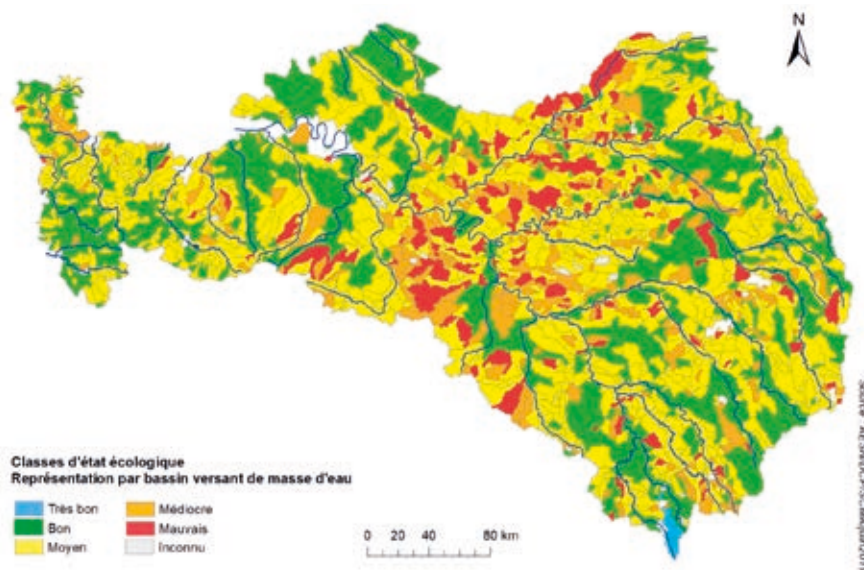 N
Classes d'état écologique
Représentation par bassin versant de masse d'eau
Très bon
Bon
Moyen
Médiocre
Mauvais
Inconnu
0 20 40 80 km